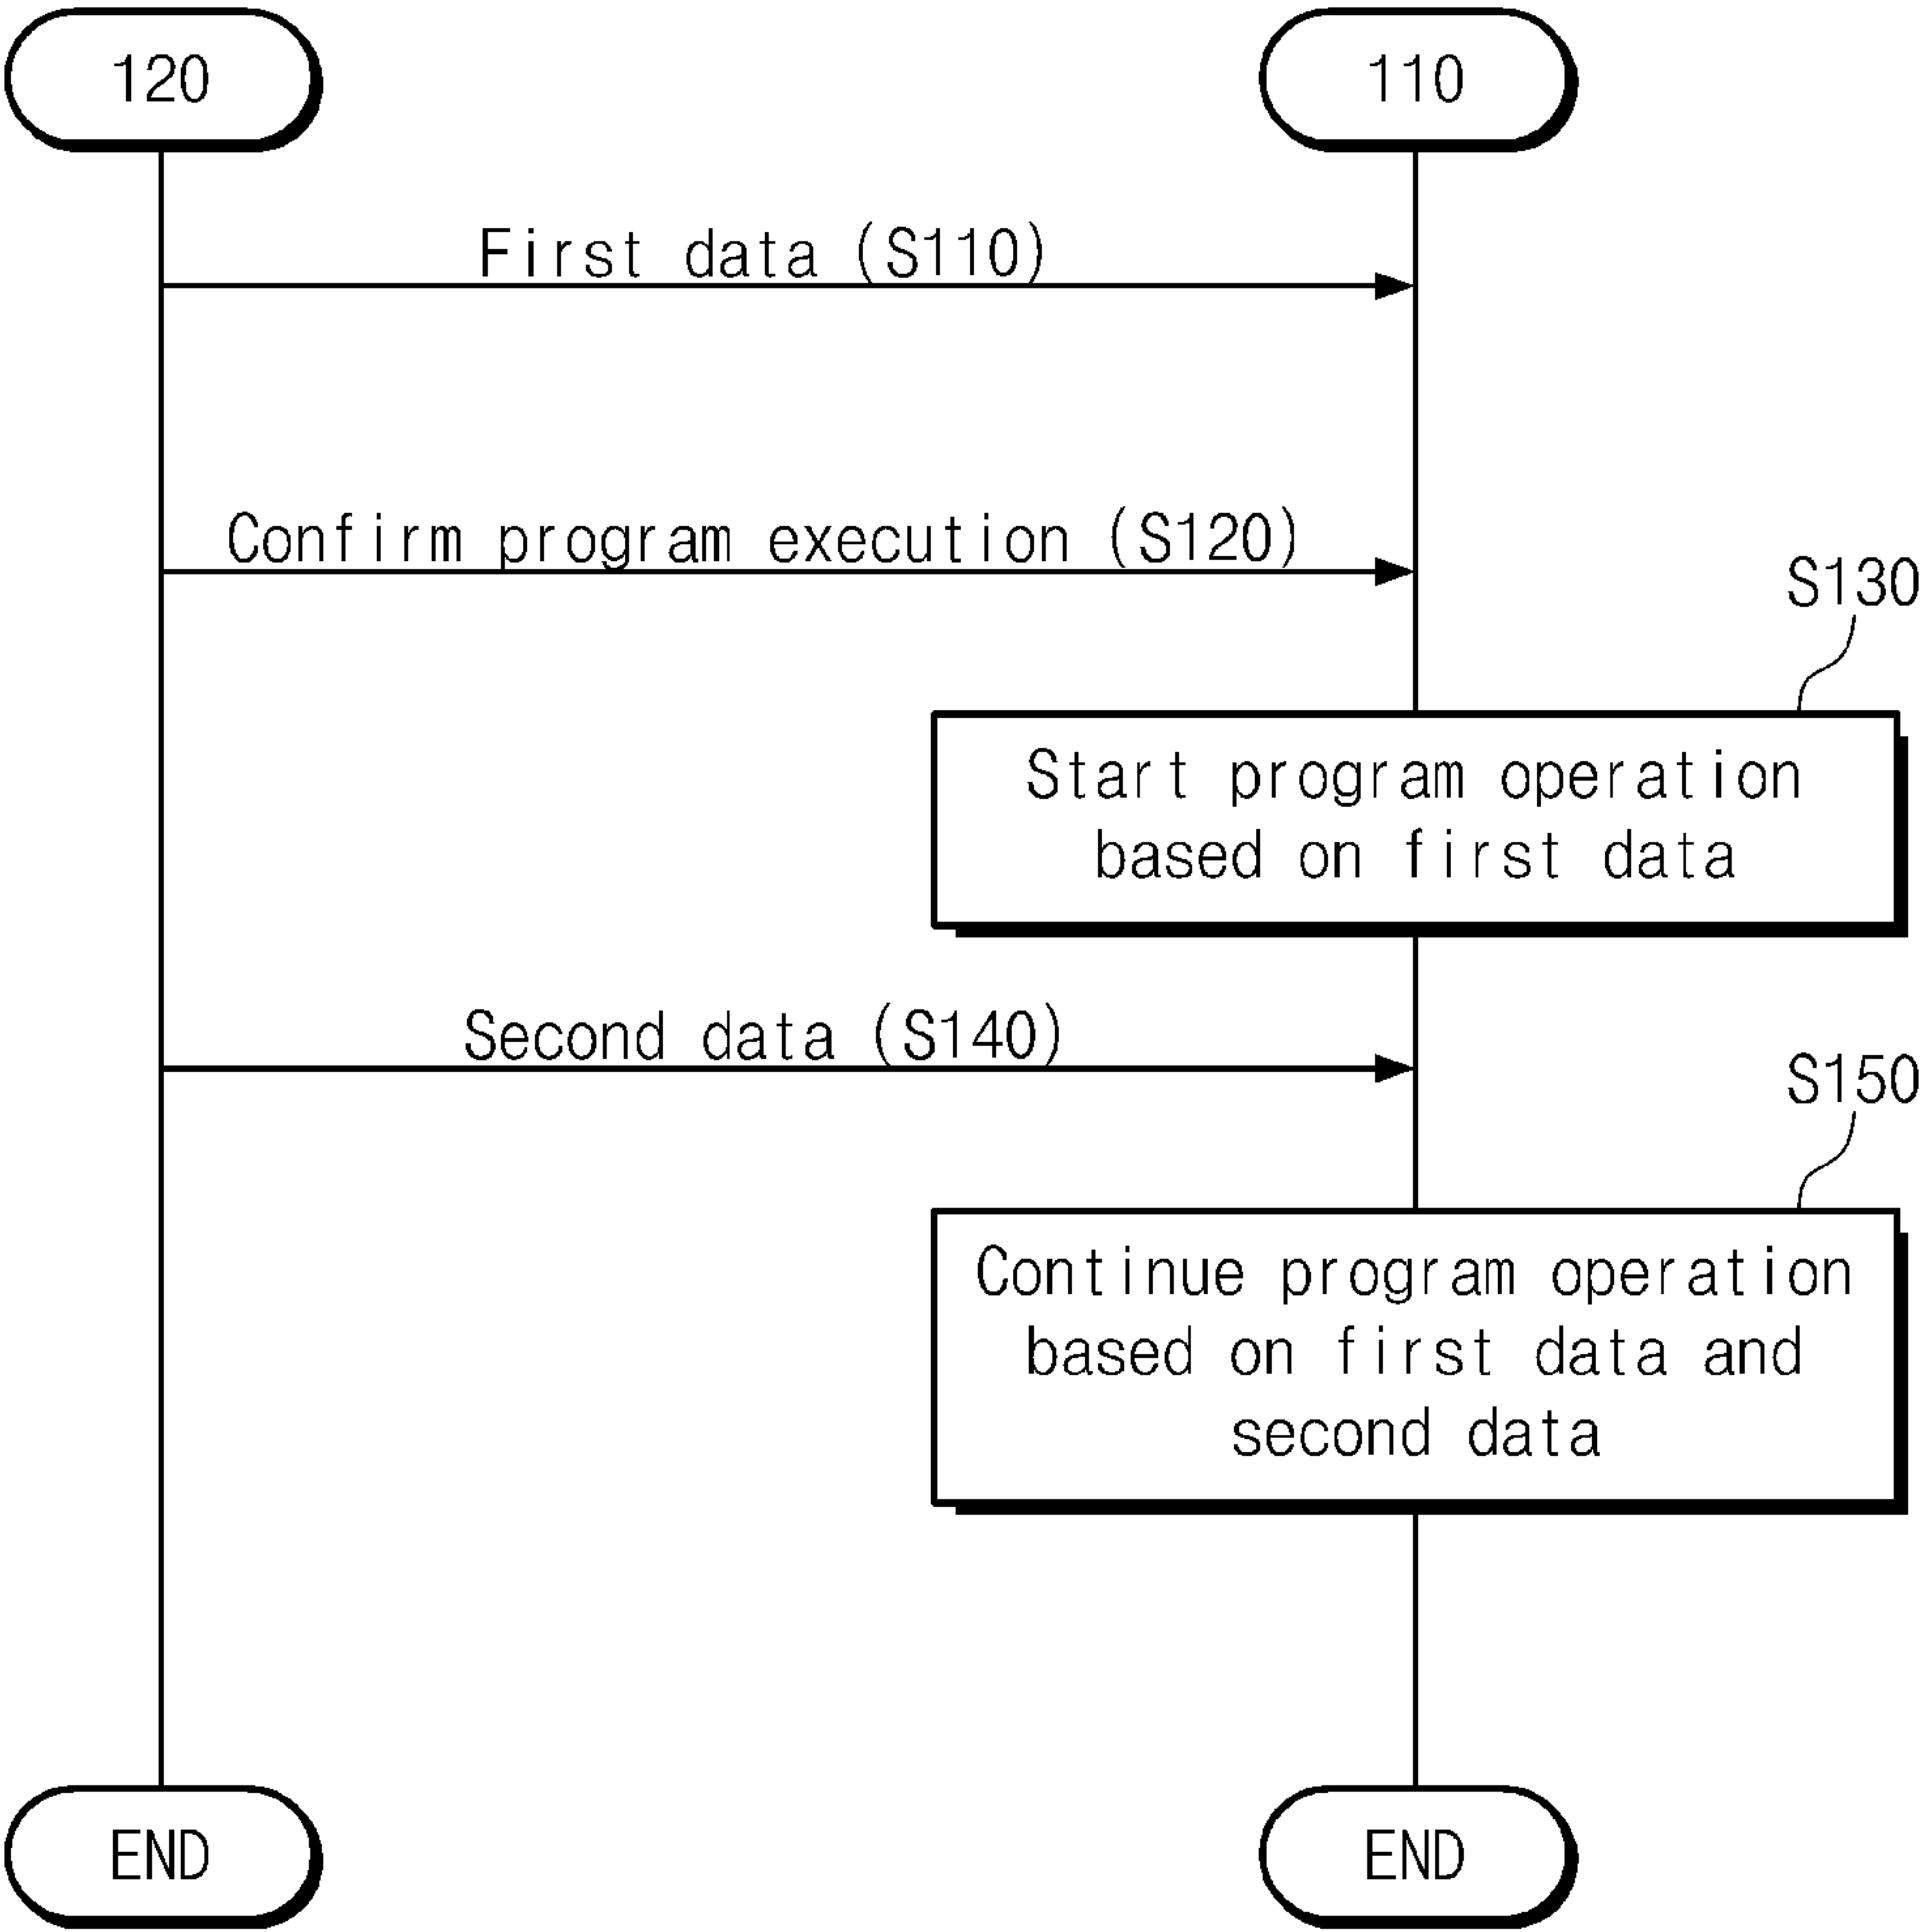 120
110
First data (S110)
Confirm program execution (S120)
S130
Start program operation
based on first data
Second data (S140)
S150
Continue program operation
based on first data and
second data
END
END